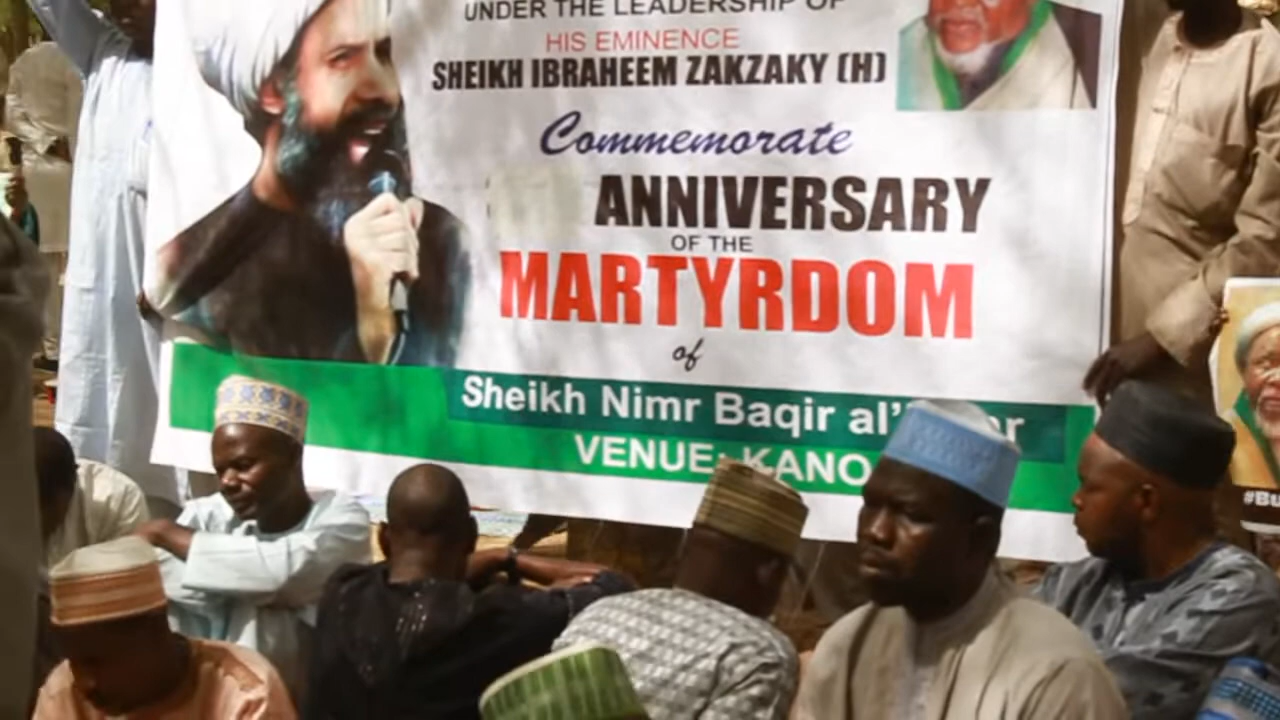 UNDER THE LEADERSHIP OF
HIS EMINENCE
SHEIKH IBRAHEEM ZAKZAKY (H)
Commemorate
ANNIVERSARY
OF THE
MARTYRDOM
of
Sheikh Nimr Baqir
VENUE: KANO